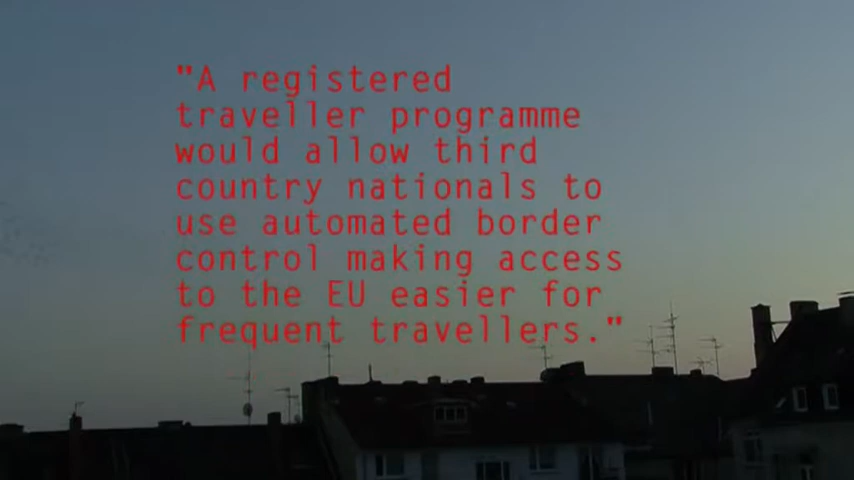 "A registered
traveller programme
would allow third
country nationals to
use automated border
control making access
to the EU easier for
frequent travellers."